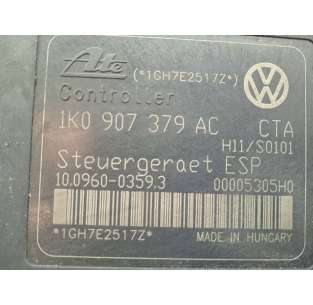 Ate (*1GH7E2517Z*)
Controller
1K0 907 379 AC CTA
H11/S0101
Steuergeraet ESP
10.0960-0359.3 00005305H0
*1GH7E2517Z* MADE IN HUNGARY